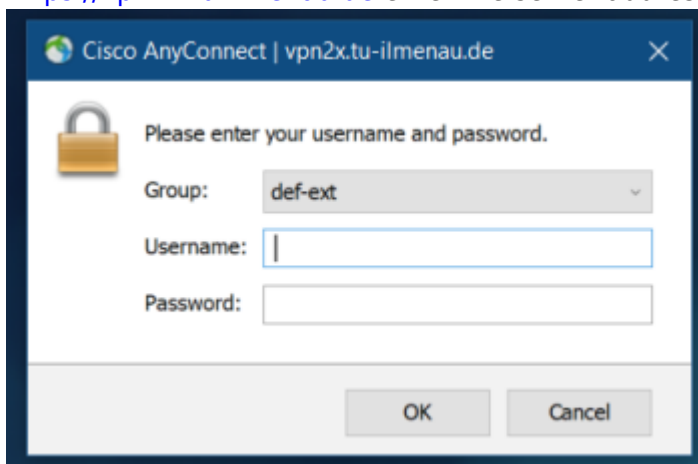 Cisco AnyConnect | vpn2x.tu-ilmenau.de
Please enter your username and password.
Group: def-ext
Username:
Password:
OK Cancel